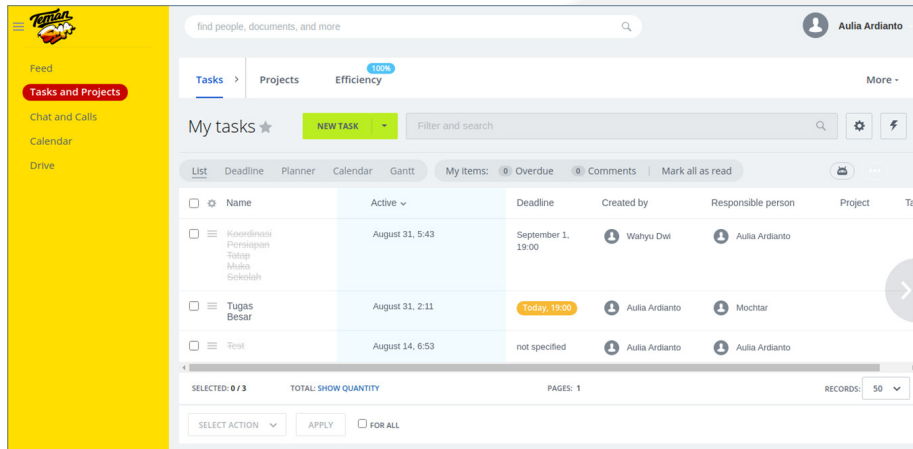 Teman
find people, documents, and more
Aulia Ardianto
Feed
Tasks and Projects
Chat and Calls
Calendar
Drive
100%
Tasks > Projects Efficiency More
My tasks NEW TASK Filter and search
List Deadline Planner Calendar Gantt My items: 0 Overdue 0 Comments Mark all as read
Name Active Deadline Created by Responsible person Project Ta
Koordinasi August 31, 5:43 September 1, Wahyu Dwi Aulia Ardianto
Persiapan 19:00
Tatap
Muka
Sekolah
Tugas August 31, 2:11 Today, 19:00 Aulia Ardianto Mochtar
Besar
Test August 14, 6:53 not specified Aulia Ardianto Aulia Ardianto
SELECTED: 0 / 3 TOTAL: SHOW QUANTITY PAGES: 1 RECORDS: 50
SELECT ACTION APPLY FOR ALL